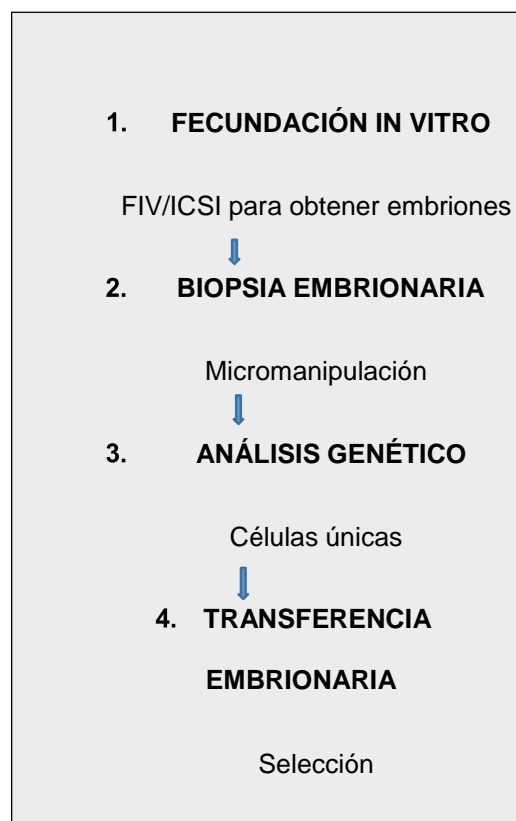 1. FECUNDACIÓN IN VITRO
FIV/ICSI para obtener embriones
2. BIOPSIA EMBRIONARIA
Micromanipulación
3. ANÁLISIS GENÉTICO
Células únicas
4. TRANSFERENCIA
EMBRIONARIA
Selección